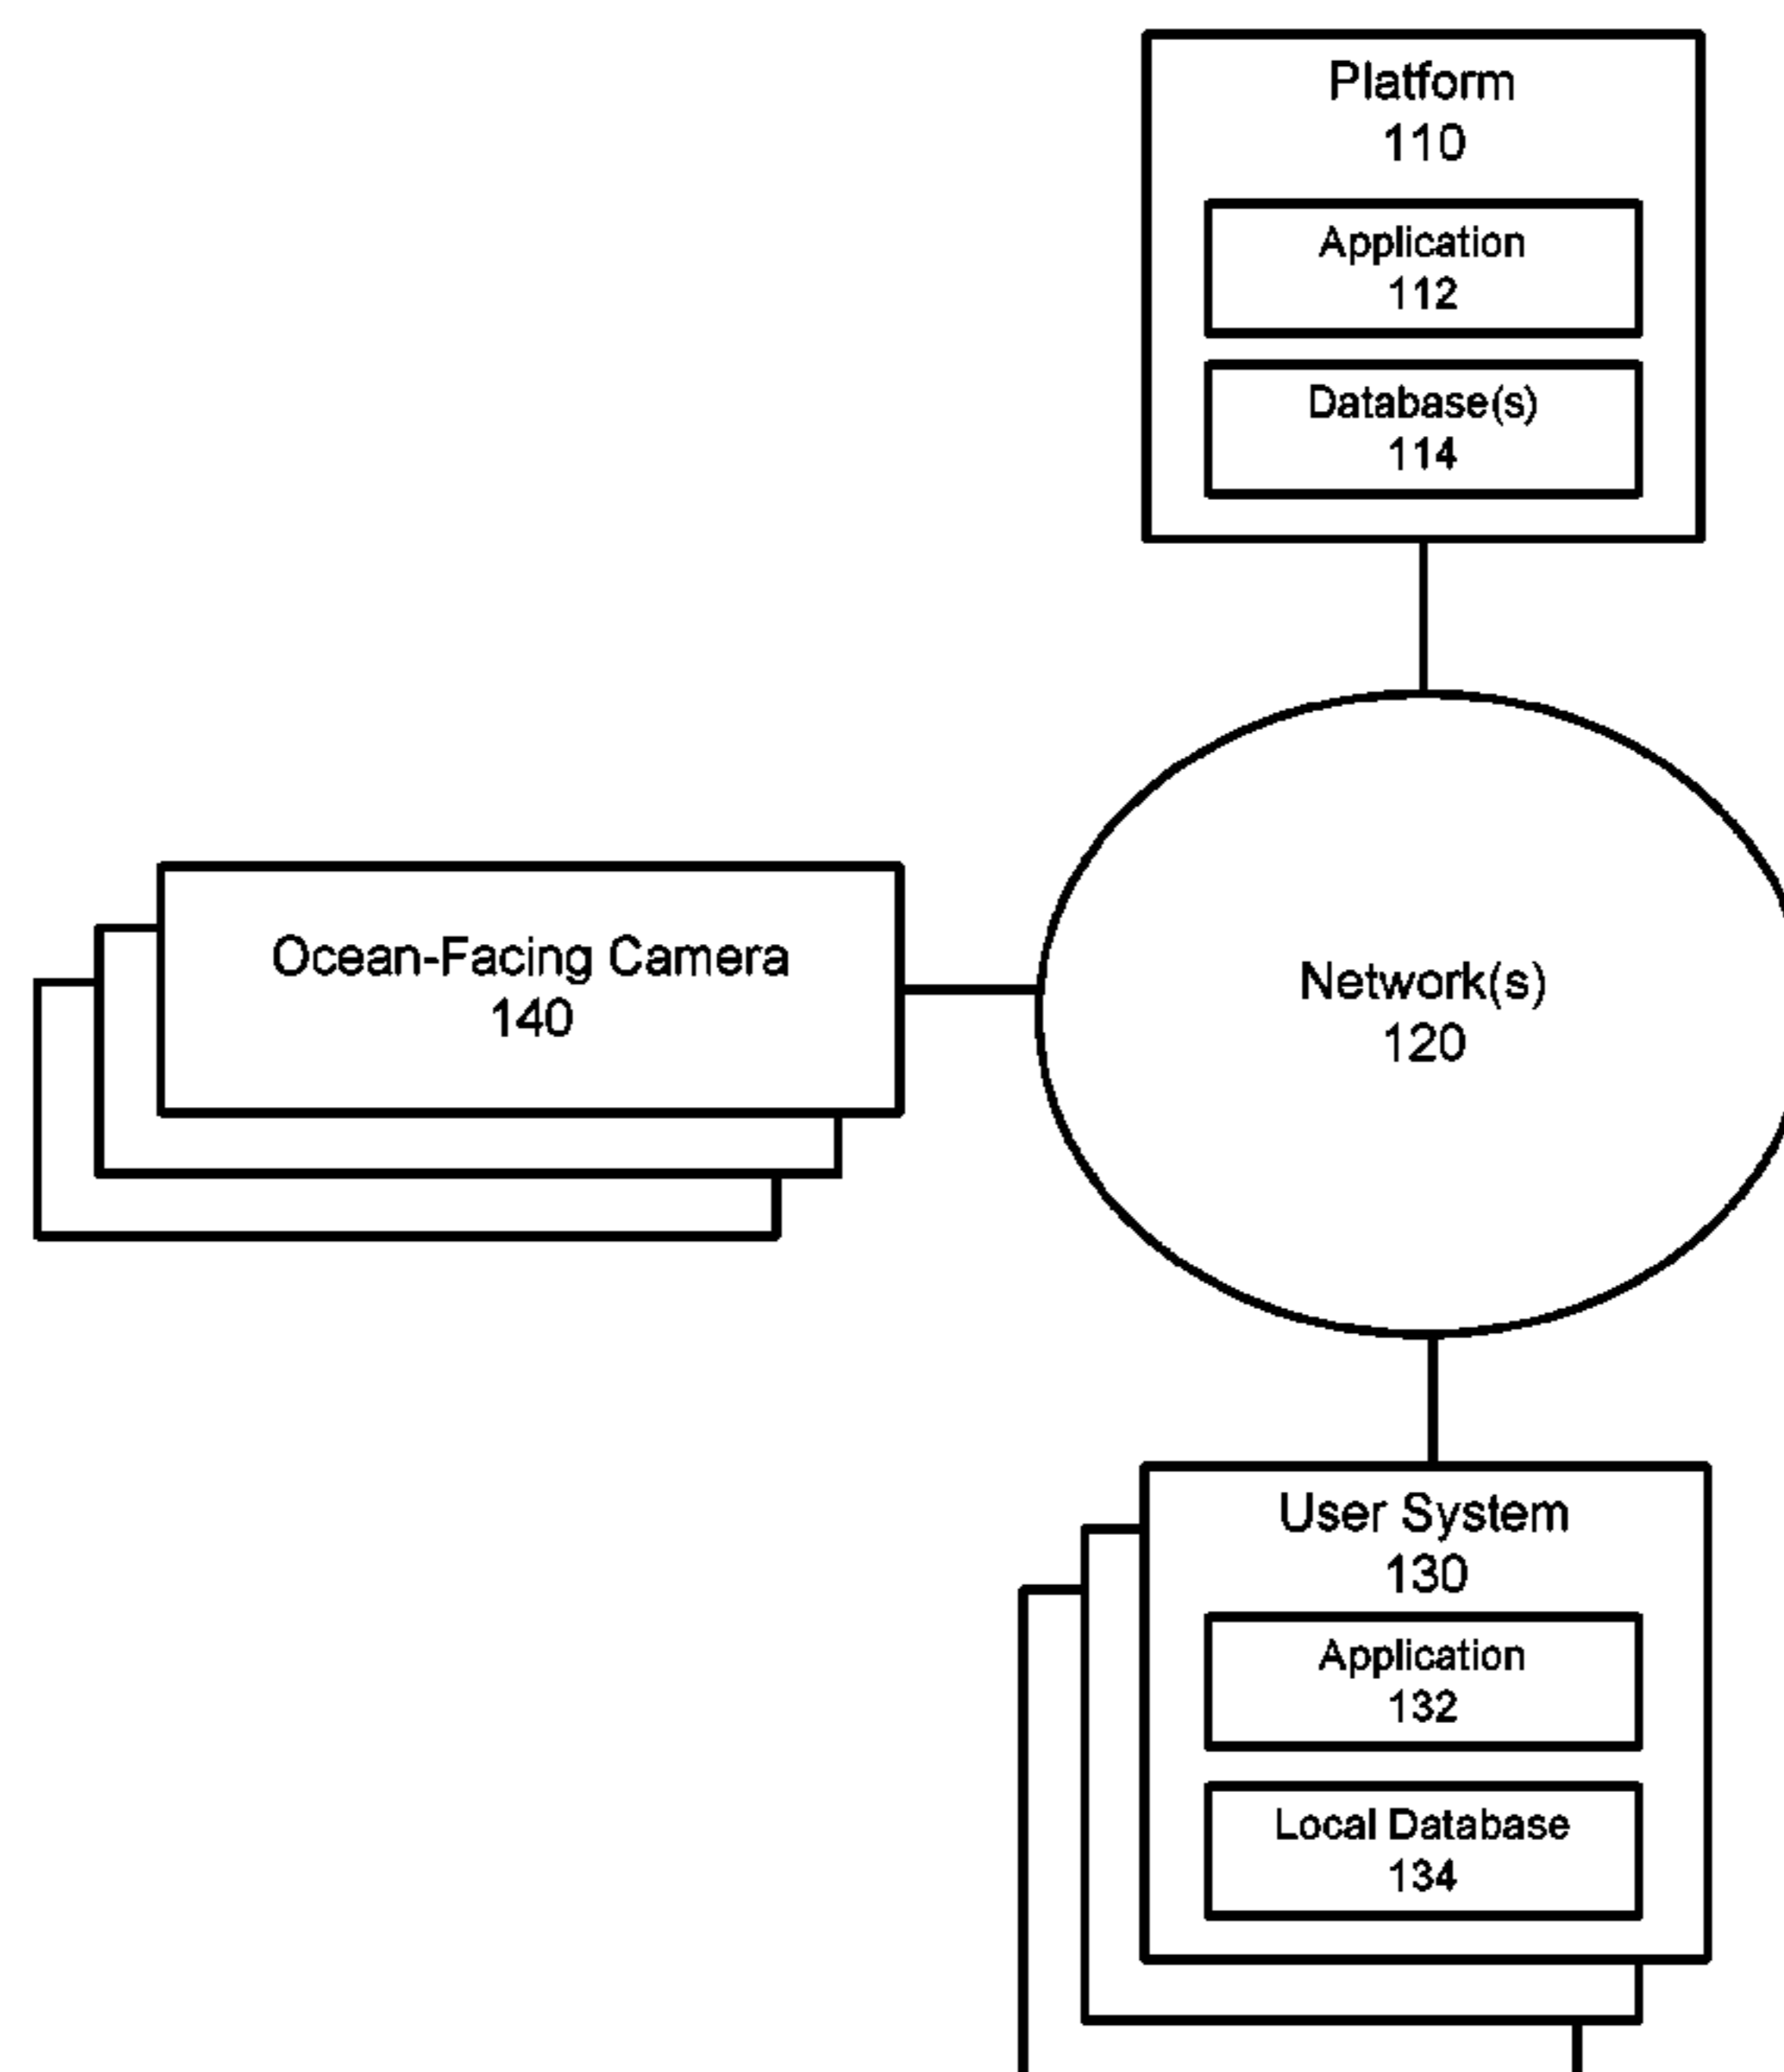 Platform
110
Application
112
Database(s)
114
Ocean-Facing Camera
140
Network(s)
120
User System
130
Application
132
Local Database
134